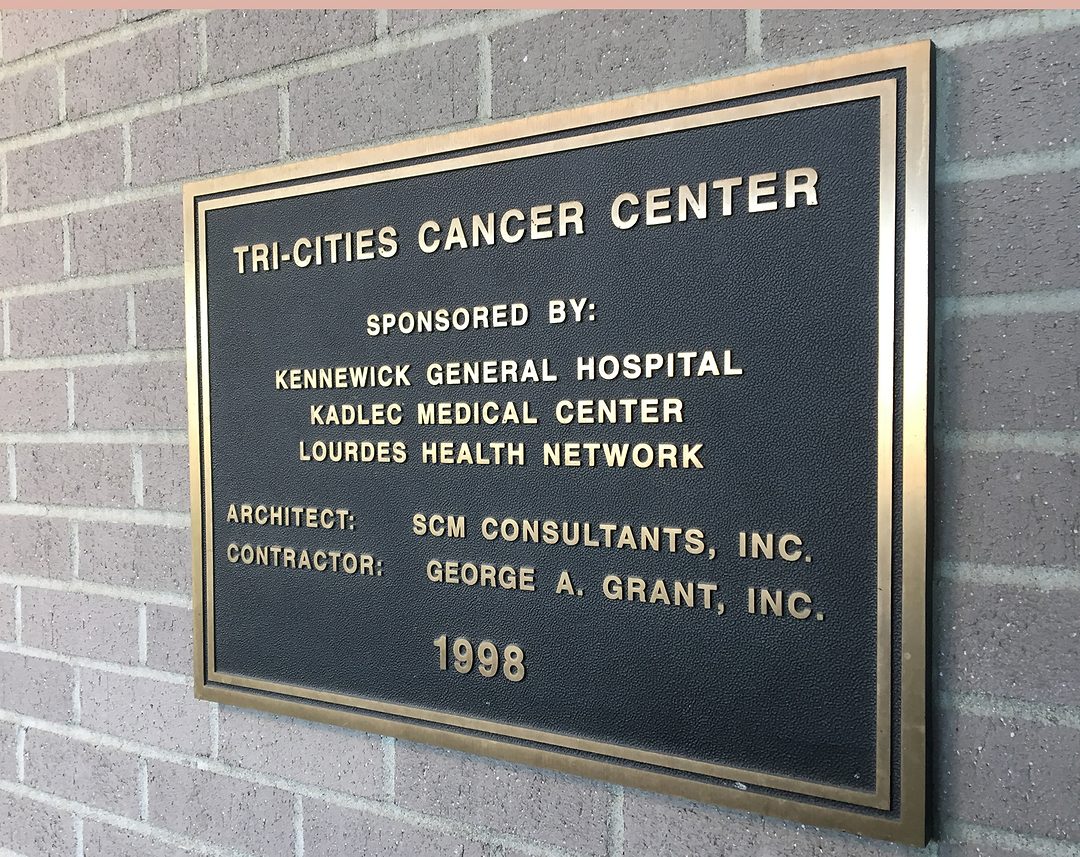 TRI-CITIES CANCER CENTER
SPONSORED BY:
KENNEWICK GENERAL HOSPITAL
KADLEC MEDICAL CENTER
LOURDES HEALTH NETWORK
ARCHITECT: SCM CONSULTANTS, INC.
CONTRACTOR: GEORGE A. GRANT, INC.
1998